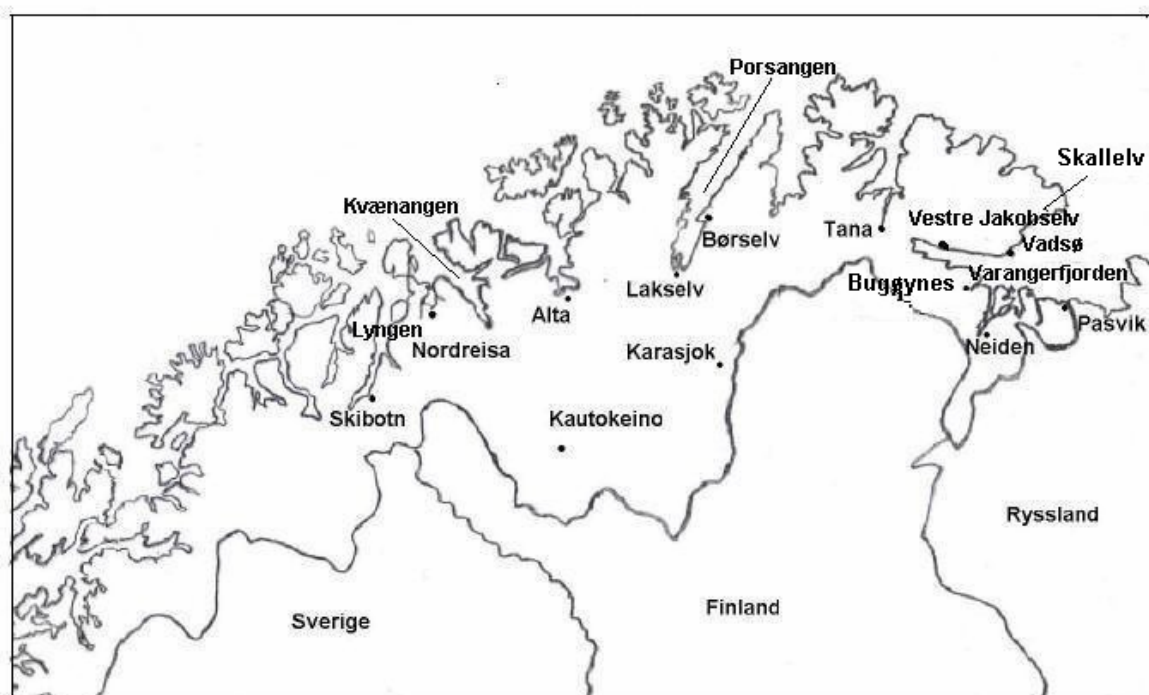 Porsangen
Skallelv
Kvænangen
Vestre Jakobselv
Børselv
Tana
Vadsø
Varangerfjorden
Bugøynes
Lakselv
Alta
Pasvik
Lyngen
Nordreisa
Neiden
Karasjok
Skibotn
Kautokeino
Ryssland
Finland
Sverige